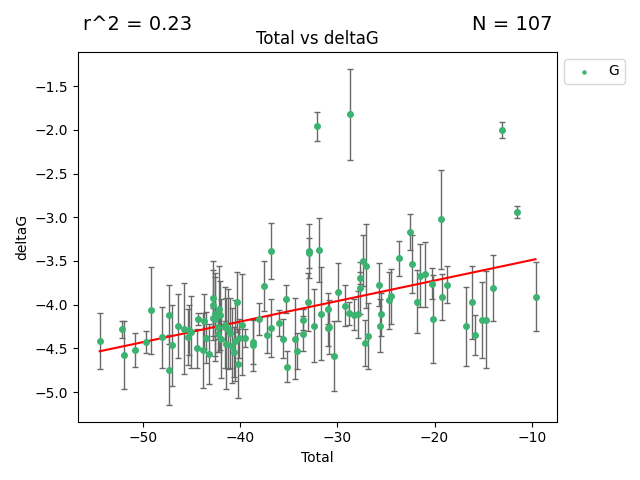 r^2 = 0.23 N = 107
Total vs deltaG
G
−1.5
−2.0
−2.5
−3.0
−3.5
−4.0
−4.5
−5.0
deltaG
−50 −40 −30 −20 −10
Total